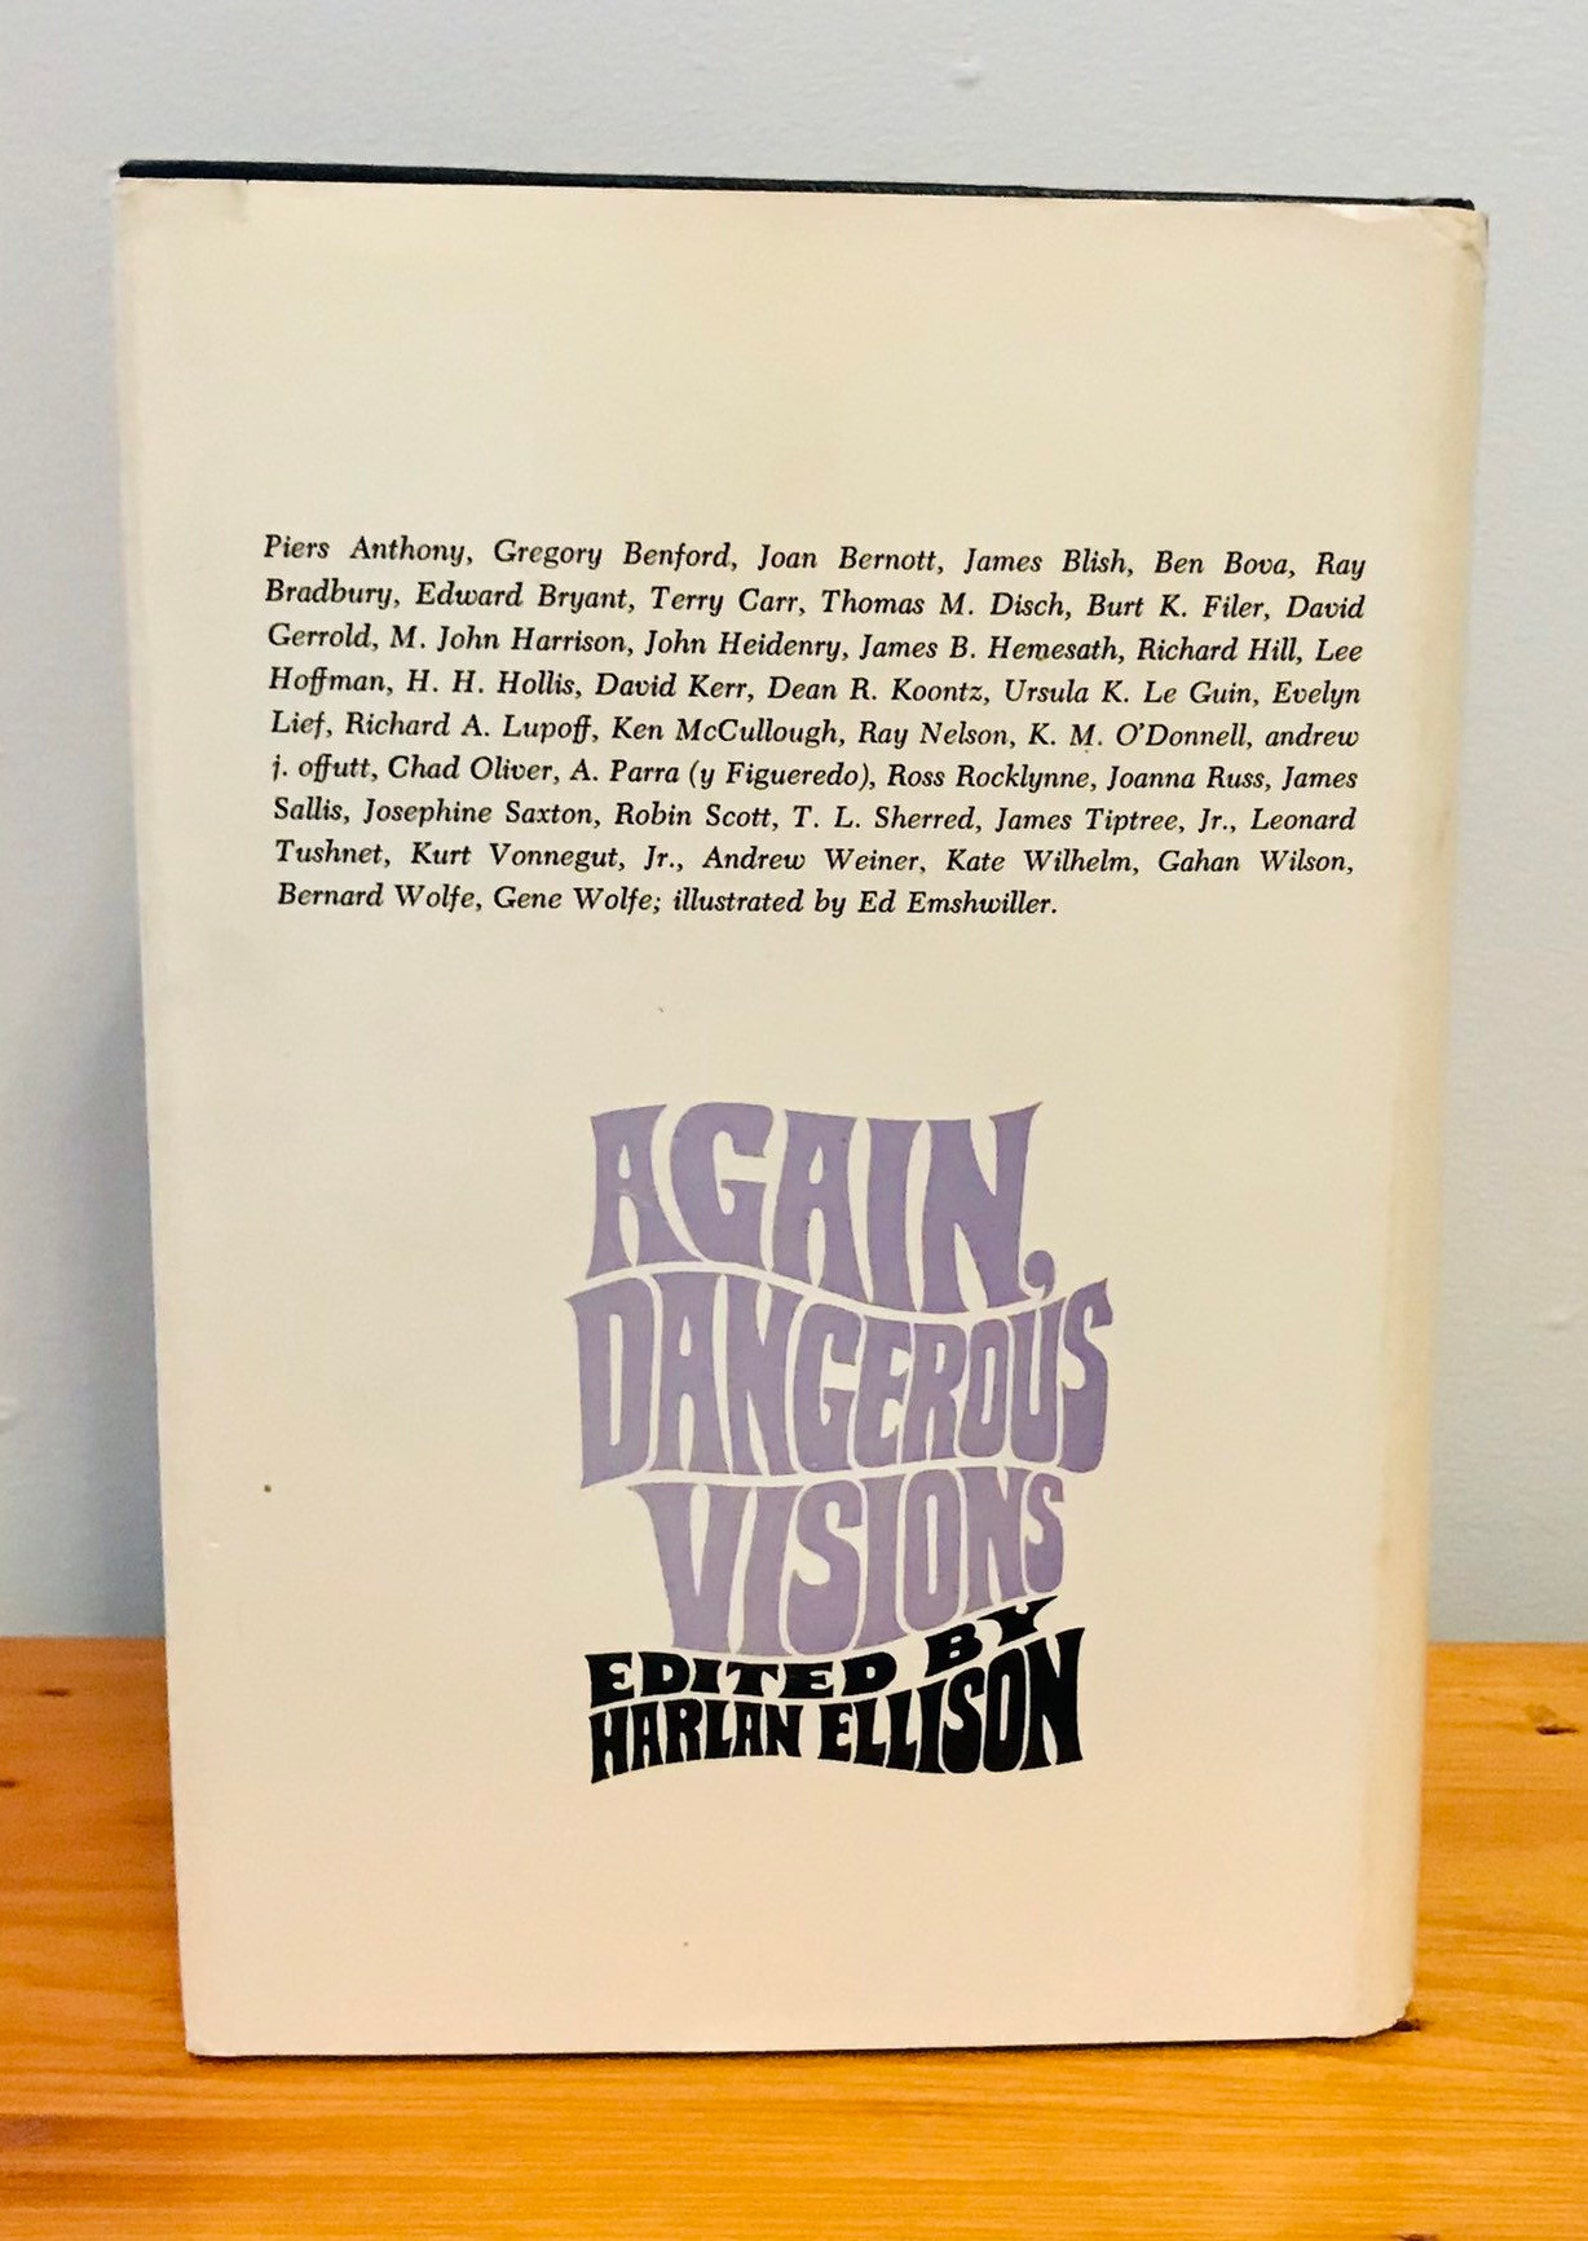 Piers Anthony, Gregory Benford, Joan Bernott, James Blish, Ben Bova, Ray
Bradbury, Edward Bryant, Terry Carr, Thomas M. Disch, Burt K. Filer, David
Gerrold, M. John Harrison, John Heidenry, James B. Hemesath, Richard Hill, Lee
Hoffman, H. H. Hollis, David Kerr, Dean R. Koontz, Ursula K. Le Guin, Evelyn
Lief, Richard A. Lupoff, Ken McCullough, Ray Nelson, K. M. O'Donnell, andrew
j. offutt, Chad Oliver, A. Parra (y Figueredo), Ross Rocklynne, Joanna Russ, James
Sallis, Josephine Saxton, Robin Scott, T. L. Sherred, James Tiptree, Jr., Leonard
Tushnet, Kurt Vonnegut, Jr., Andrew Weiner, Kate Wilhelm, Gahan Wilson,
Bernard Wolfe, Gene Wolfe; illustrated by Ed Emshwiller.
AGAIN,
DANGEROUS
VISIONS
EDITED BY
HARLAN ELLISON